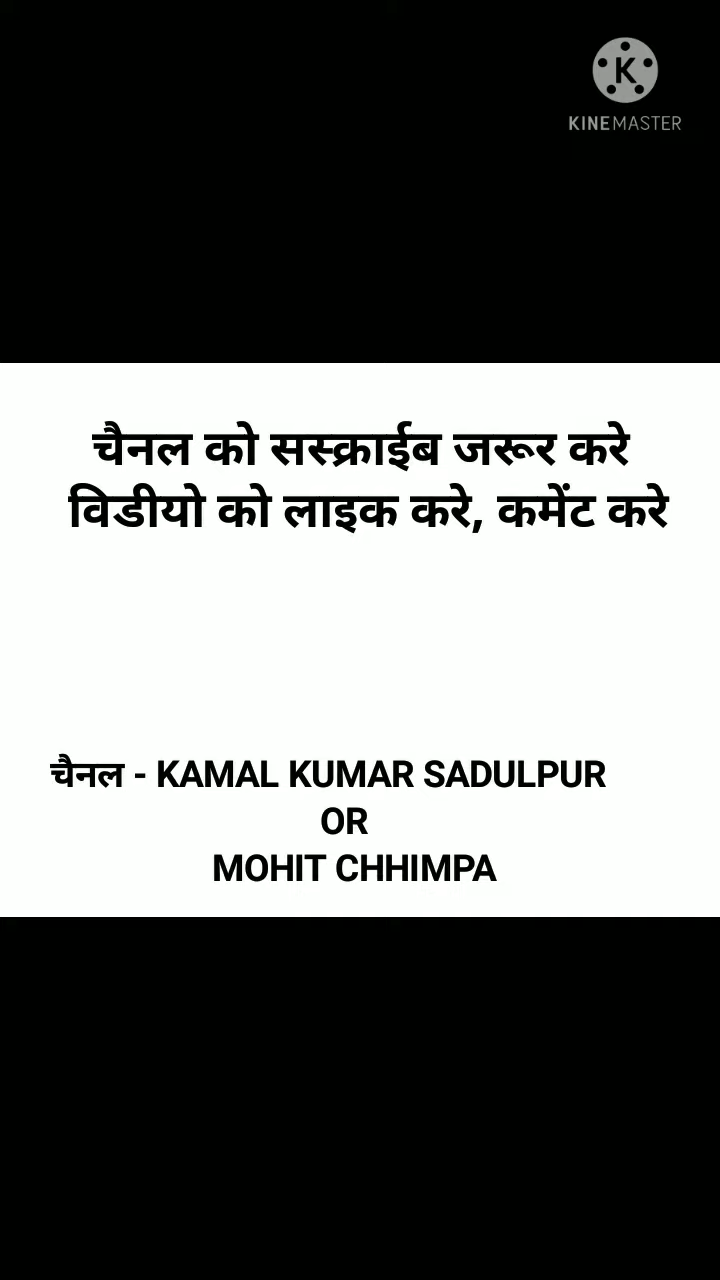 K
KINEMASTER
चैनल को सस्क्राईब जरूर करे
विडीयो को लाइक करे, कमेंट करे
चैनल - KAMAL KUMAR SADULPUR
OR
MOHIT CHHIMPA